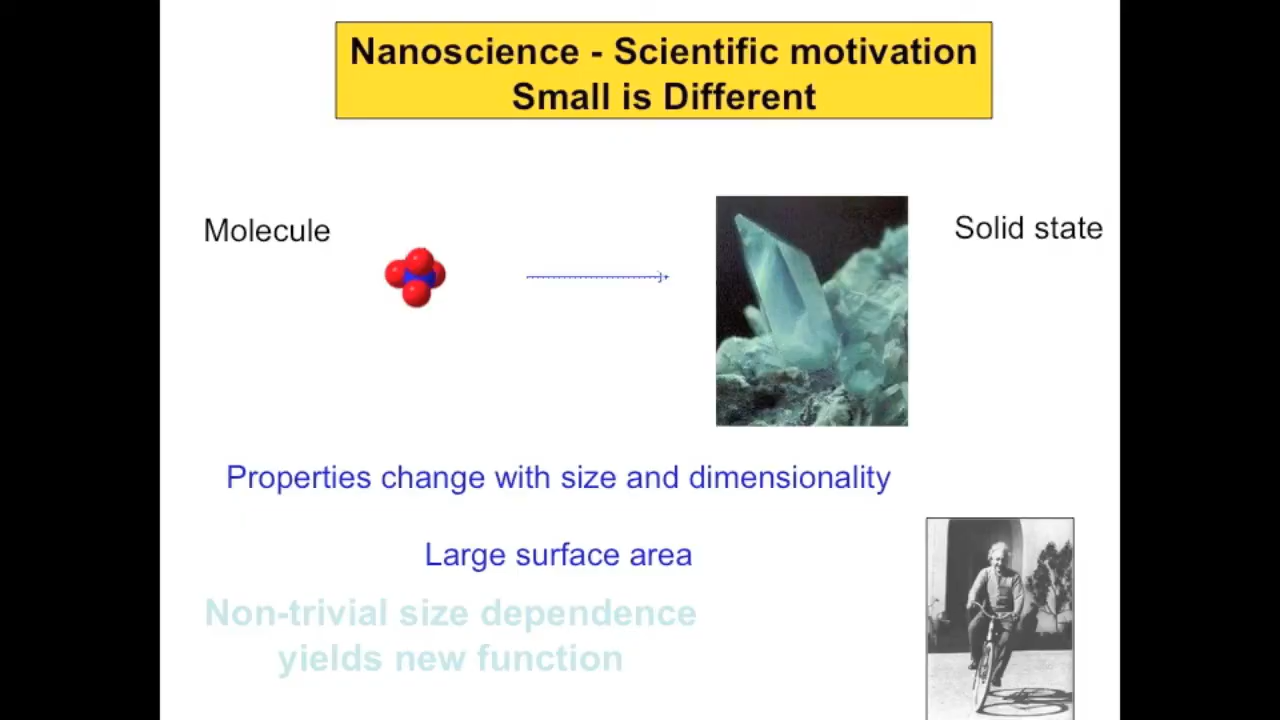 Nanoscience - Scientific motivation
Small is Different
Molecule
Solid state
Properties change with size and dimensionality
Large surface area
Non-trivial size dependence
yields new function